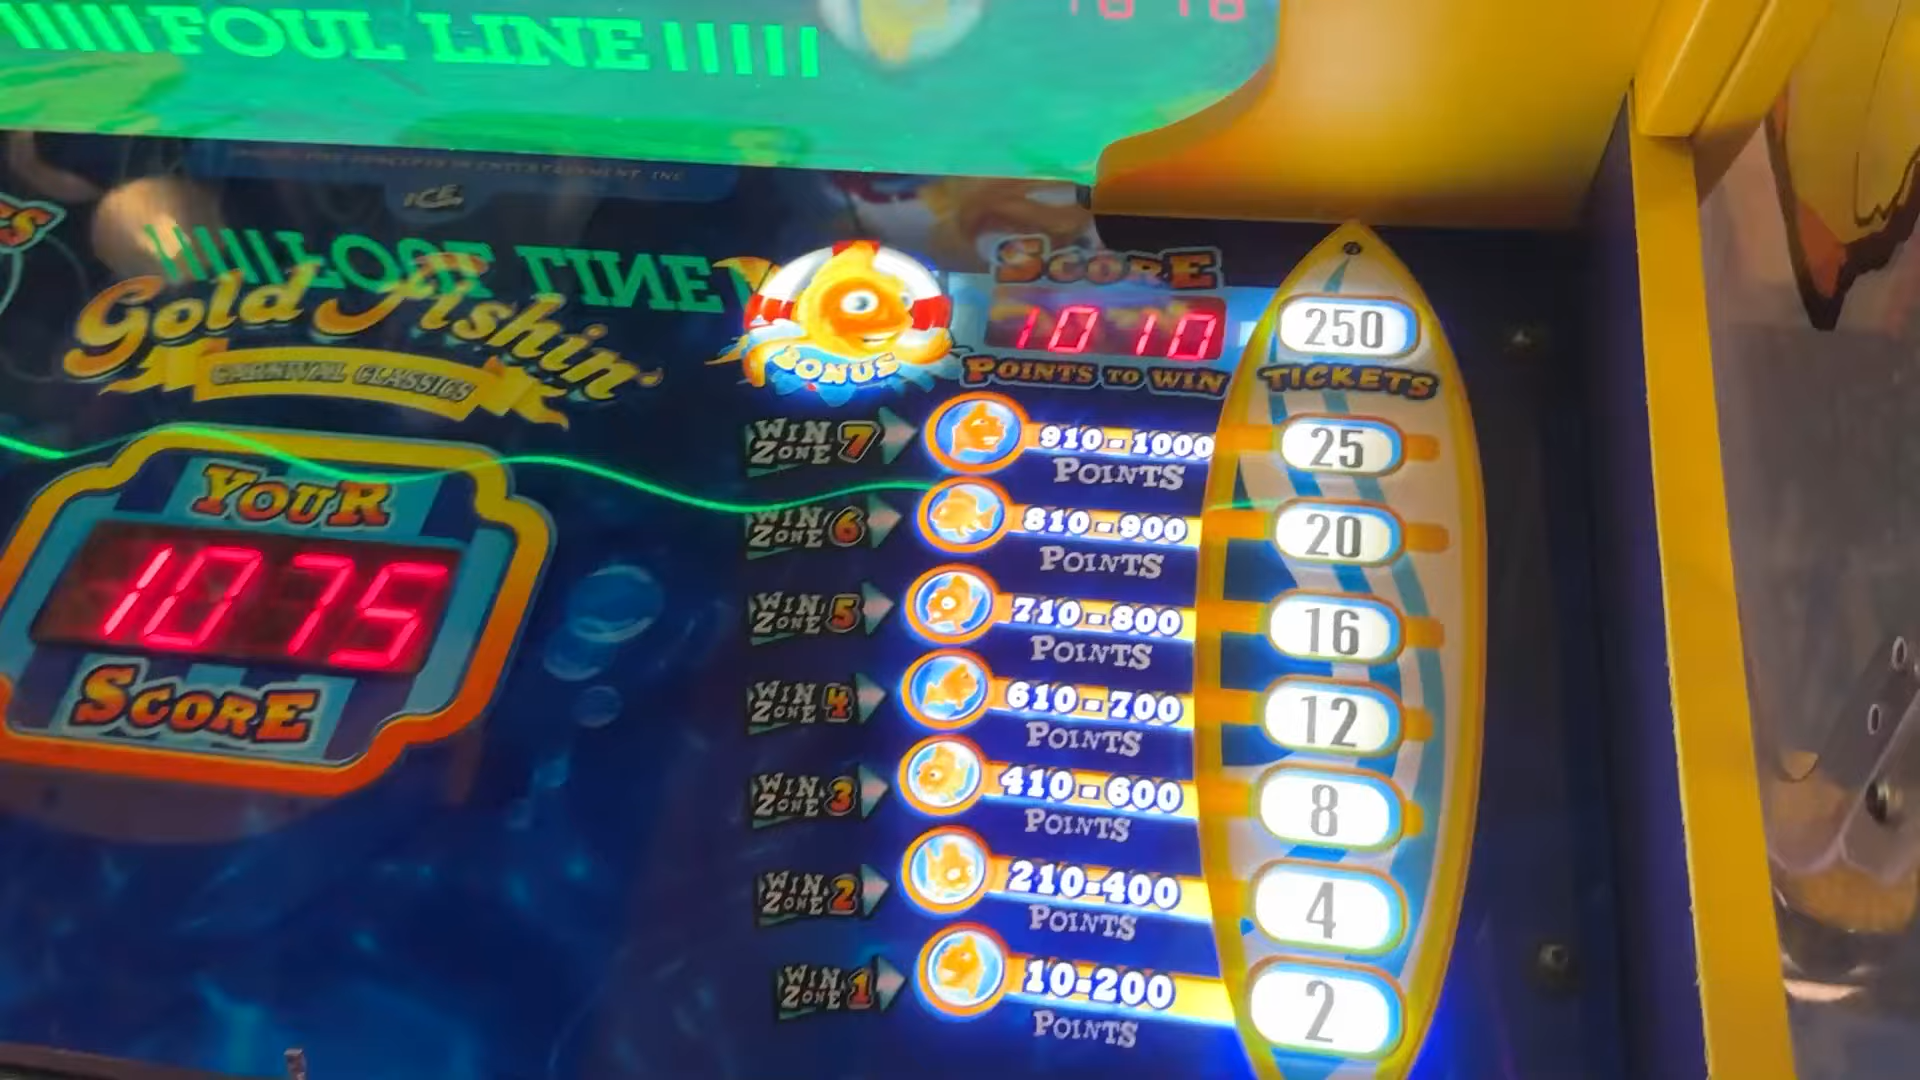 FOUL LINE
ICE
Gold Fishin'
CARNIVAL CLASSICS
YOUR
1075
SCORE
BONUS
SCORE
1010
POINTS TO WIN
250
TICKETS
WIN ZONE 7
910-1000
POINTS
25
WIN ZONE 6
810-900
POINTS
20
WIN ZONE 5
710-800
POINTS
16
WIN ZONE 4
610-700
POINTS
12
WIN ZONE 3
410-600
POINTS
8
WIN ZONE 2
210-400
POINTS
4
WIN ZONE 1
10-200
POINTS
2